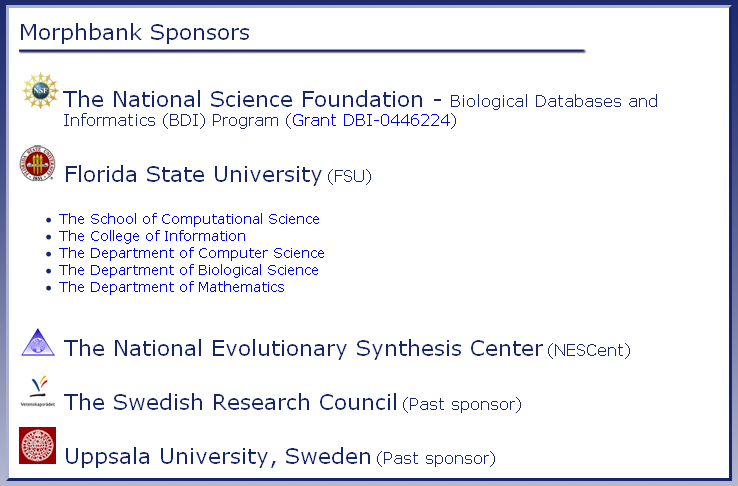 Morphbank Sponsors
NSF
The National Science Foundation - Biological Databases and
Informatics (BDI) Program (Grant DBI-0446224)
Florida State University (FSU)
The School of Computational Science
The College of Information
The Department of Computer Science
The Department of Biological Science
The Department of Mathematics
The National Evolutionary Synthesis Center (NESCent)
Vetenskapsrådet
The Swedish Research Council (Past sponsor)
Uppsala University, Sweden (Past sponsor)